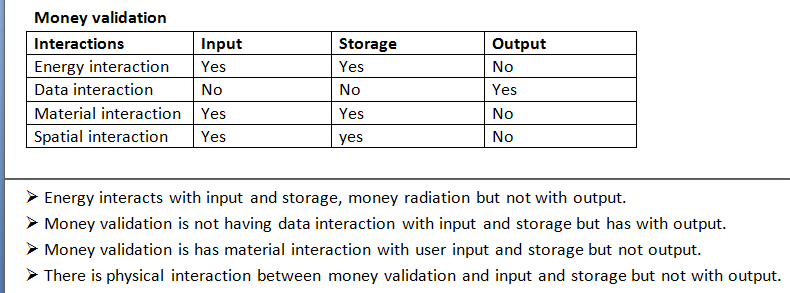 Money validation
Interactions Input Storage Output
Energy interaction Yes Yes No
Data interaction No No Yes
Material interaction Yes Yes No
Spatial interaction Yes yes No
➤ Energy interacts with input and storage, money radiation but not with output.
➤ Money validation is not having data interaction with input and storage but has with output.
➤ Money validation is has material interaction with user input and storage but not output.
➤ There is physical interaction between money validation and input and storage but not with output.